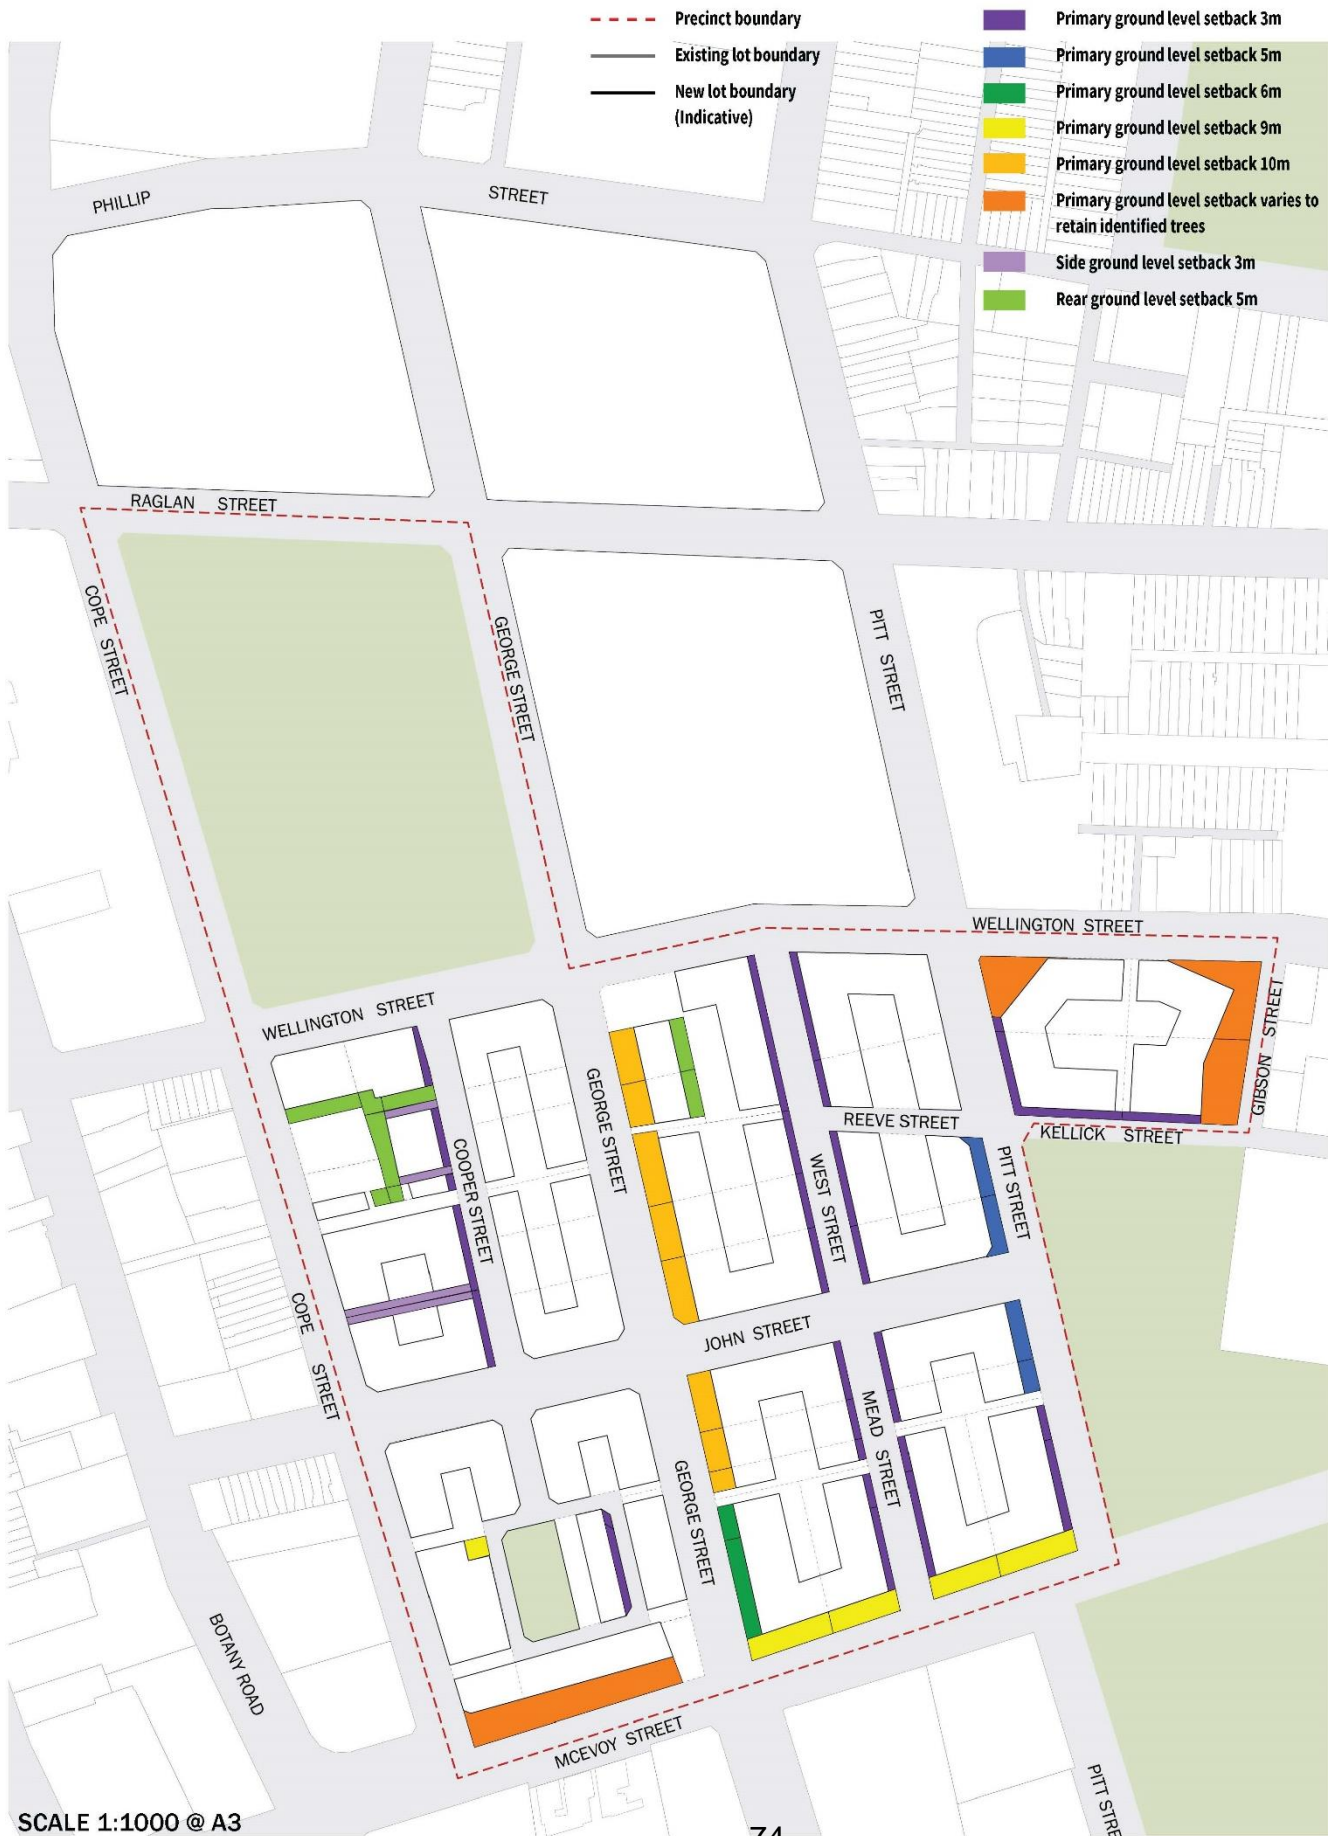 Precinct boundary
Existing lot boundary
New lot boundary
(Indicative)
Primary ground level setback 3m
Primary ground level setback 5m
Primary ground level setback 6m
Primary ground level setback 9m
Primary ground level setback 10m
Primary ground level setback varies to
retain identified trees
Side ground level setback 3m
Rear ground level setback 5m
PHILLIP STREET
RAGLAN STREET
COPE STREET
GEORGE STREET
PITT STREET
WELLINGTON STREET
WELLINGTON STREET
GIBSON STREET
GEORGE STREET
REEVE STREET
KELLICK STREET
COOPER STREET
WEST STREET
PITT STREET
COPE STREET
JOHN STREET
MEAD STREET
GEORGE STREET
BOTANY ROAD
MCEVOY STREET
PITT STRE
SCALE 1:1000 @ A3